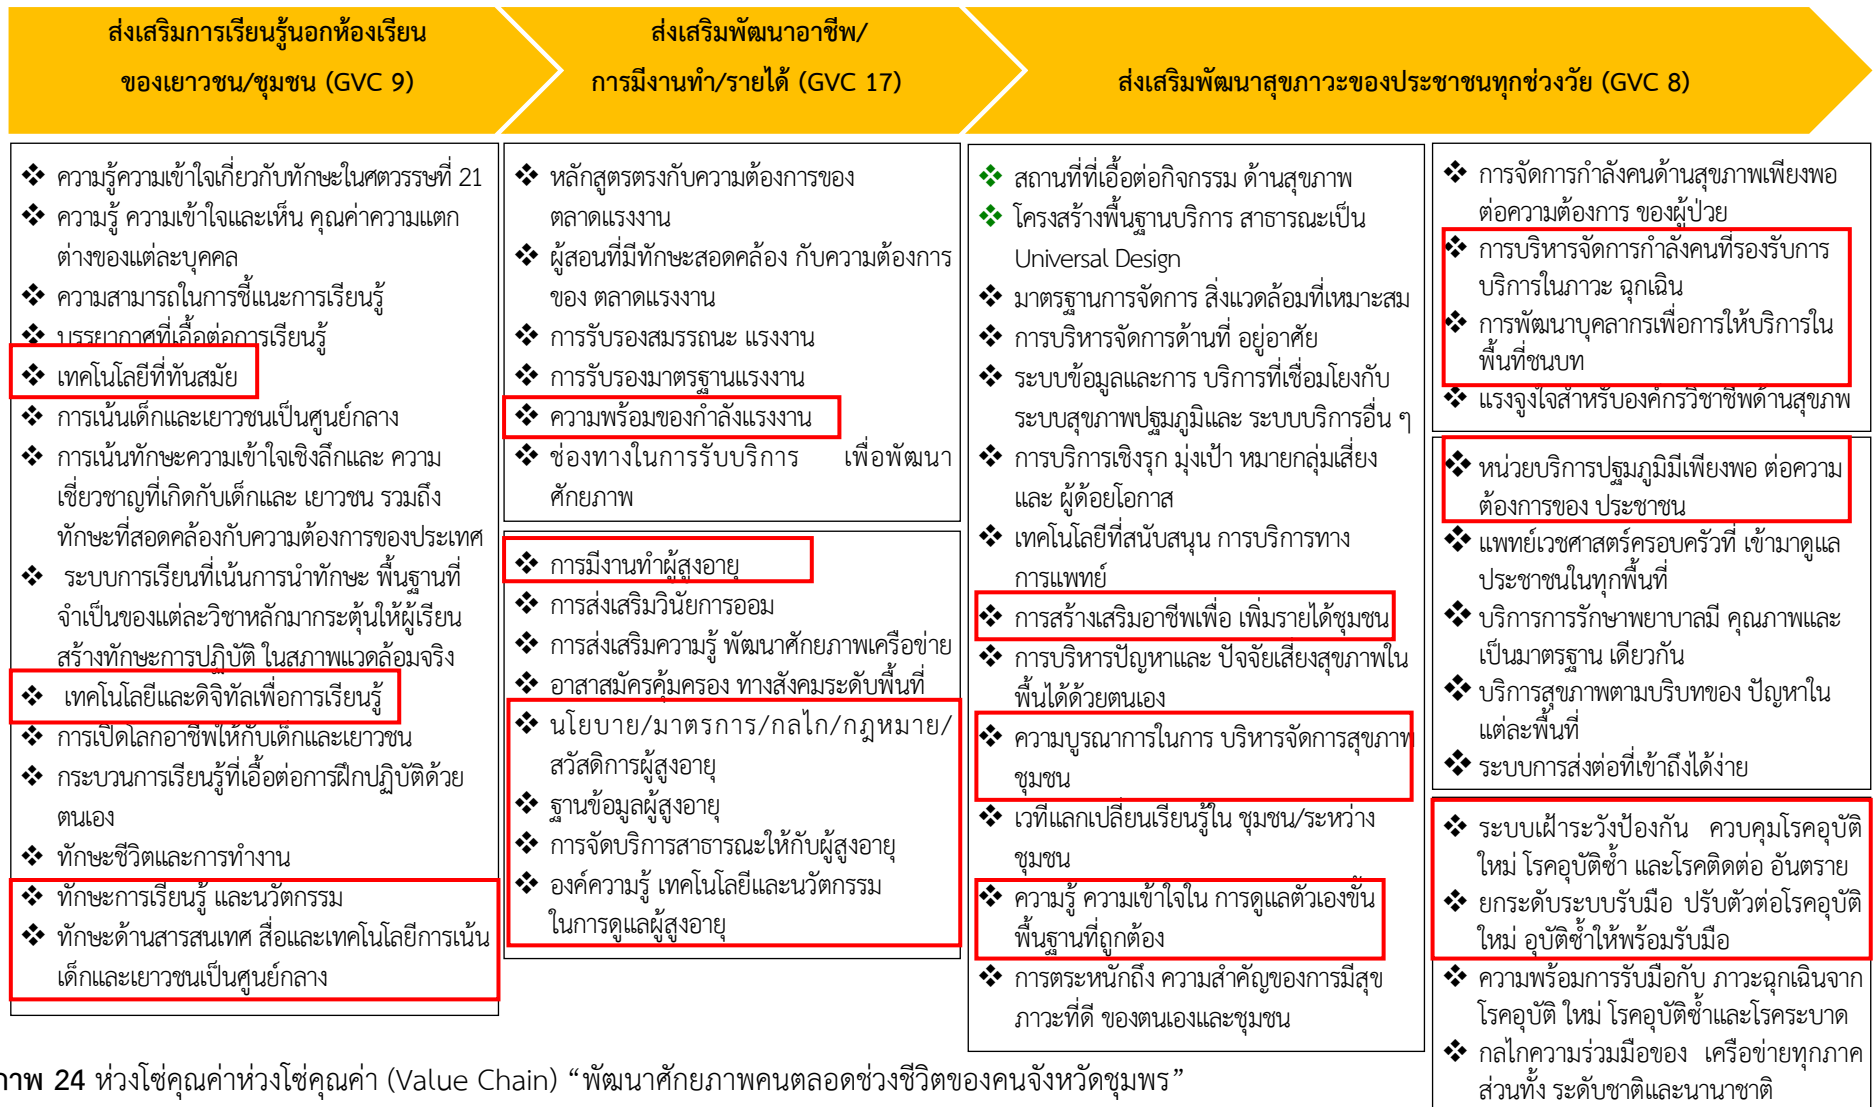 ส่งเสริมการเรียนรู้นอกห้องเรียน
ของเยาวชน/ชุมชน (GVC 9)
ส่งเสริมพัฒนาอาชีพ/
การมีงานทำ/รายได้ (GVC 17)
ส่งเสริมพัฒนาสุขภาวะของประชาชนทุกช่วงวัย (GVC 8)
❖ ความรู้ความเข้าใจเกี่ยวกับทักษะในศตวรรษที่ 21
❖ ความรู้ ความเข้าใจและเห็น คุณค่าความแตก
ต่างของแต่ละบุคคล
❖ ความสามารถในการชี้แนะการเรียนรู้
❖ บรรยากาศที่เอื้อต่อการเรียนรู้
❖ เทคโนโลยีที่ทันสมัย
❖ การเน้นเด็กและเยาวชนเป็นศูนย์กลาง
❖ การเน้นทักษะความเข้าใจเชิงลึกและ ความ
เชี่ยวชาญที่เกิดกับเด็กและ เยาวชน รวมถึง
ทักษะที่สอดคล้องกับความต้องการของประเทศ
❖ ระบบการเรียนที่เน้นการนำทักษะ พื้นฐานที่
จำเป็นของแต่ละวิชาหลักมากระตุ้นให้ผู้เรียน
สร้างทักษะการปฏิบัติ ในสภาพแวดล้อมจริง
❖ เทคโนโลยีและดิจิทัลเพื่อการเรียนรู้
❖ การเปิดโลกอาชีพให้กับเด็กและเยาวชน
❖ กระบวนการเรียนรู้ที่เอื้อต่อการฝึกปฏิบัติด้วย
ตนเอง
❖ ทักษะชีวิตและการทำงาน
❖ ทักษะการเรียนรู้ และนวัตกรรม
❖ ทักษะด้านสารสนเทศ สื่อและเทคโนโลยีการเน้น
เด็กและเยาวชนเป็นศูนย์กลาง
❖ หลักสูตรตรงกับความต้องการของ
ตลาดแรงงาน
❖ ผู้สอนที่มีทักษะสอดคล้อง กับความต้องการ
ของ ตลาดแรงงาน
❖ การรับรองสมรรถนะ แรงงาน
❖ การรับรองมาตรฐานแรงงาน
❖ ความพร้อมของกำลังแรงงาน
❖ ช่องทางในการรับบริการ เพื่อพัฒนา
ศักยภาพ
❖ การมีงานทำผู้สูงอายุ
❖ การส่งเสริมวินัยการออม
❖ การส่งเสริมความรู้ พัฒนาศักยภาพเครือข่าย
❖ อาสาสมัครคุ้มครอง ทางสังคมระดับพื้นที่
❖ นโยบาย/มาตรการ/กลไก/กฎหมาย/
สวัสดิการผู้สูงอายุ
❖ ฐานข้อมูลผู้สูงอายุ
❖ การจัดบริการสาธารณะให้กับผู้สูงอายุ
❖ องค์ความรู้ เทคโนโลยีและนวัตกรรม
ในการดูแลผู้สูงอายุ
❖ สถานที่ที่เอื้อต่อกิจกรรม ด้านสุขภาพ
❖ โครงสร้างพื้นฐานบริการ สาธารณะเป็น
Universal Design
❖ มาตรฐานการจัดการ สิ่งแวดล้อมที่เหมาะสม
❖ การบริหารจัดการด้านที่ อยู่อาศัย
❖ ระบบข้อมูลและการ บริการที่เชื่อมโยงกับ
ระบบสุขภาพปฐมภูมิและ ระบบบริการอื่น ๆ
❖ การบริการเชิงรุก มุ่งเป้า หมายกลุ่มเสี่ยง
และ ผู้ด้อยโอกาส
❖ เทคโนโลยีที่สนับสนุน การบริการทาง
การแพทย์
❖ การสร้างเสริมอาชีพเพื่อ เพิ่มรายได้ชุมชน
❖ การบริหารปัญหาและ ปัจจัยเสี่ยงสุขภาพใน
พื้นได้ด้วยตนเอง
❖ ความบูรณาการในการ บริหารจัดการสุขภาพ
ชุมชน
❖ เวทีแลกเปลี่ยนเรียนรู้ใน ชุมชน/ระหว่าง
ชุมชน
❖ ความรู้ ความเข้าใจใน การดูแลตัวเองขั้น
พื้นฐานที่ถูกต้อง
❖ การตระหนักถึง ความสำคัญของการมีสุข
ภาวะที่ดี ของตนเองและชุมชน
❖ การจัดการกำลังคนด้านสุขภาพเพียงพอ
ต่อความต้องการ ของผู้ป่วย
❖ การบริหารจัดการกำลังคนที่รองรับการ
บริการในภาวะ ฉุกเฉิน
❖ การพัฒนาบุคลากรเพื่อการให้บริการใน
พื้นที่ชนบท
❖ แรงจูงใจสำหรับองค์กรวิชาชีพด้านสุขภาพ
❖ หน่วยบริการปฐมภูมิมีเพียงพอ ต่อความ
ต้องการของ ประชาชน
❖ แพทย์เวชศาสตร์ครอบครัวที่ เข้ามาดูแล
ประชาชนในทุกพื้นที่
❖ บริการการรักษาพยาบาลมี คุณภาพและ
เป็นมาตรฐาน เดียวกัน
❖ บริการสุขภาพตามบริบทของ ปัญหาใน
แต่ละพื้นที่
❖ ระบบการส่งต่อที่เข้าถึงได้ง่าย
❖ ระบบเฝ้าระวังป้องกัน ควบคุมโรคอุบัติ
ใหม่ โรคอุบัติซ้ำ และโรคติดต่อ อันตราย
❖ ยกระดับระบบรับมือ ปรับตัวต่อโรคอุบัติ
ใหม่ อุบัติซ้ำให้พร้อมรับมือ
❖ ความพร้อมการรับมือกับ ภาวะฉุกเฉินจาก
โรคอุบัติ ใหม่ โรคอุบัติซ้ำและโรคระบาด
❖ กลไกความร่วมมือของ เครือข่ายทุกภาค
ส่วนทั้ง ระดับชาติและนานาชาติ
ภาพ 24 ห่วงโซ่คุณค่าห่วงโซ่คุณค่า (Value Chain) “พัฒนาศักยภาพคนตลอดช่วงชีวิตของคนจังหวัดชุมพร”